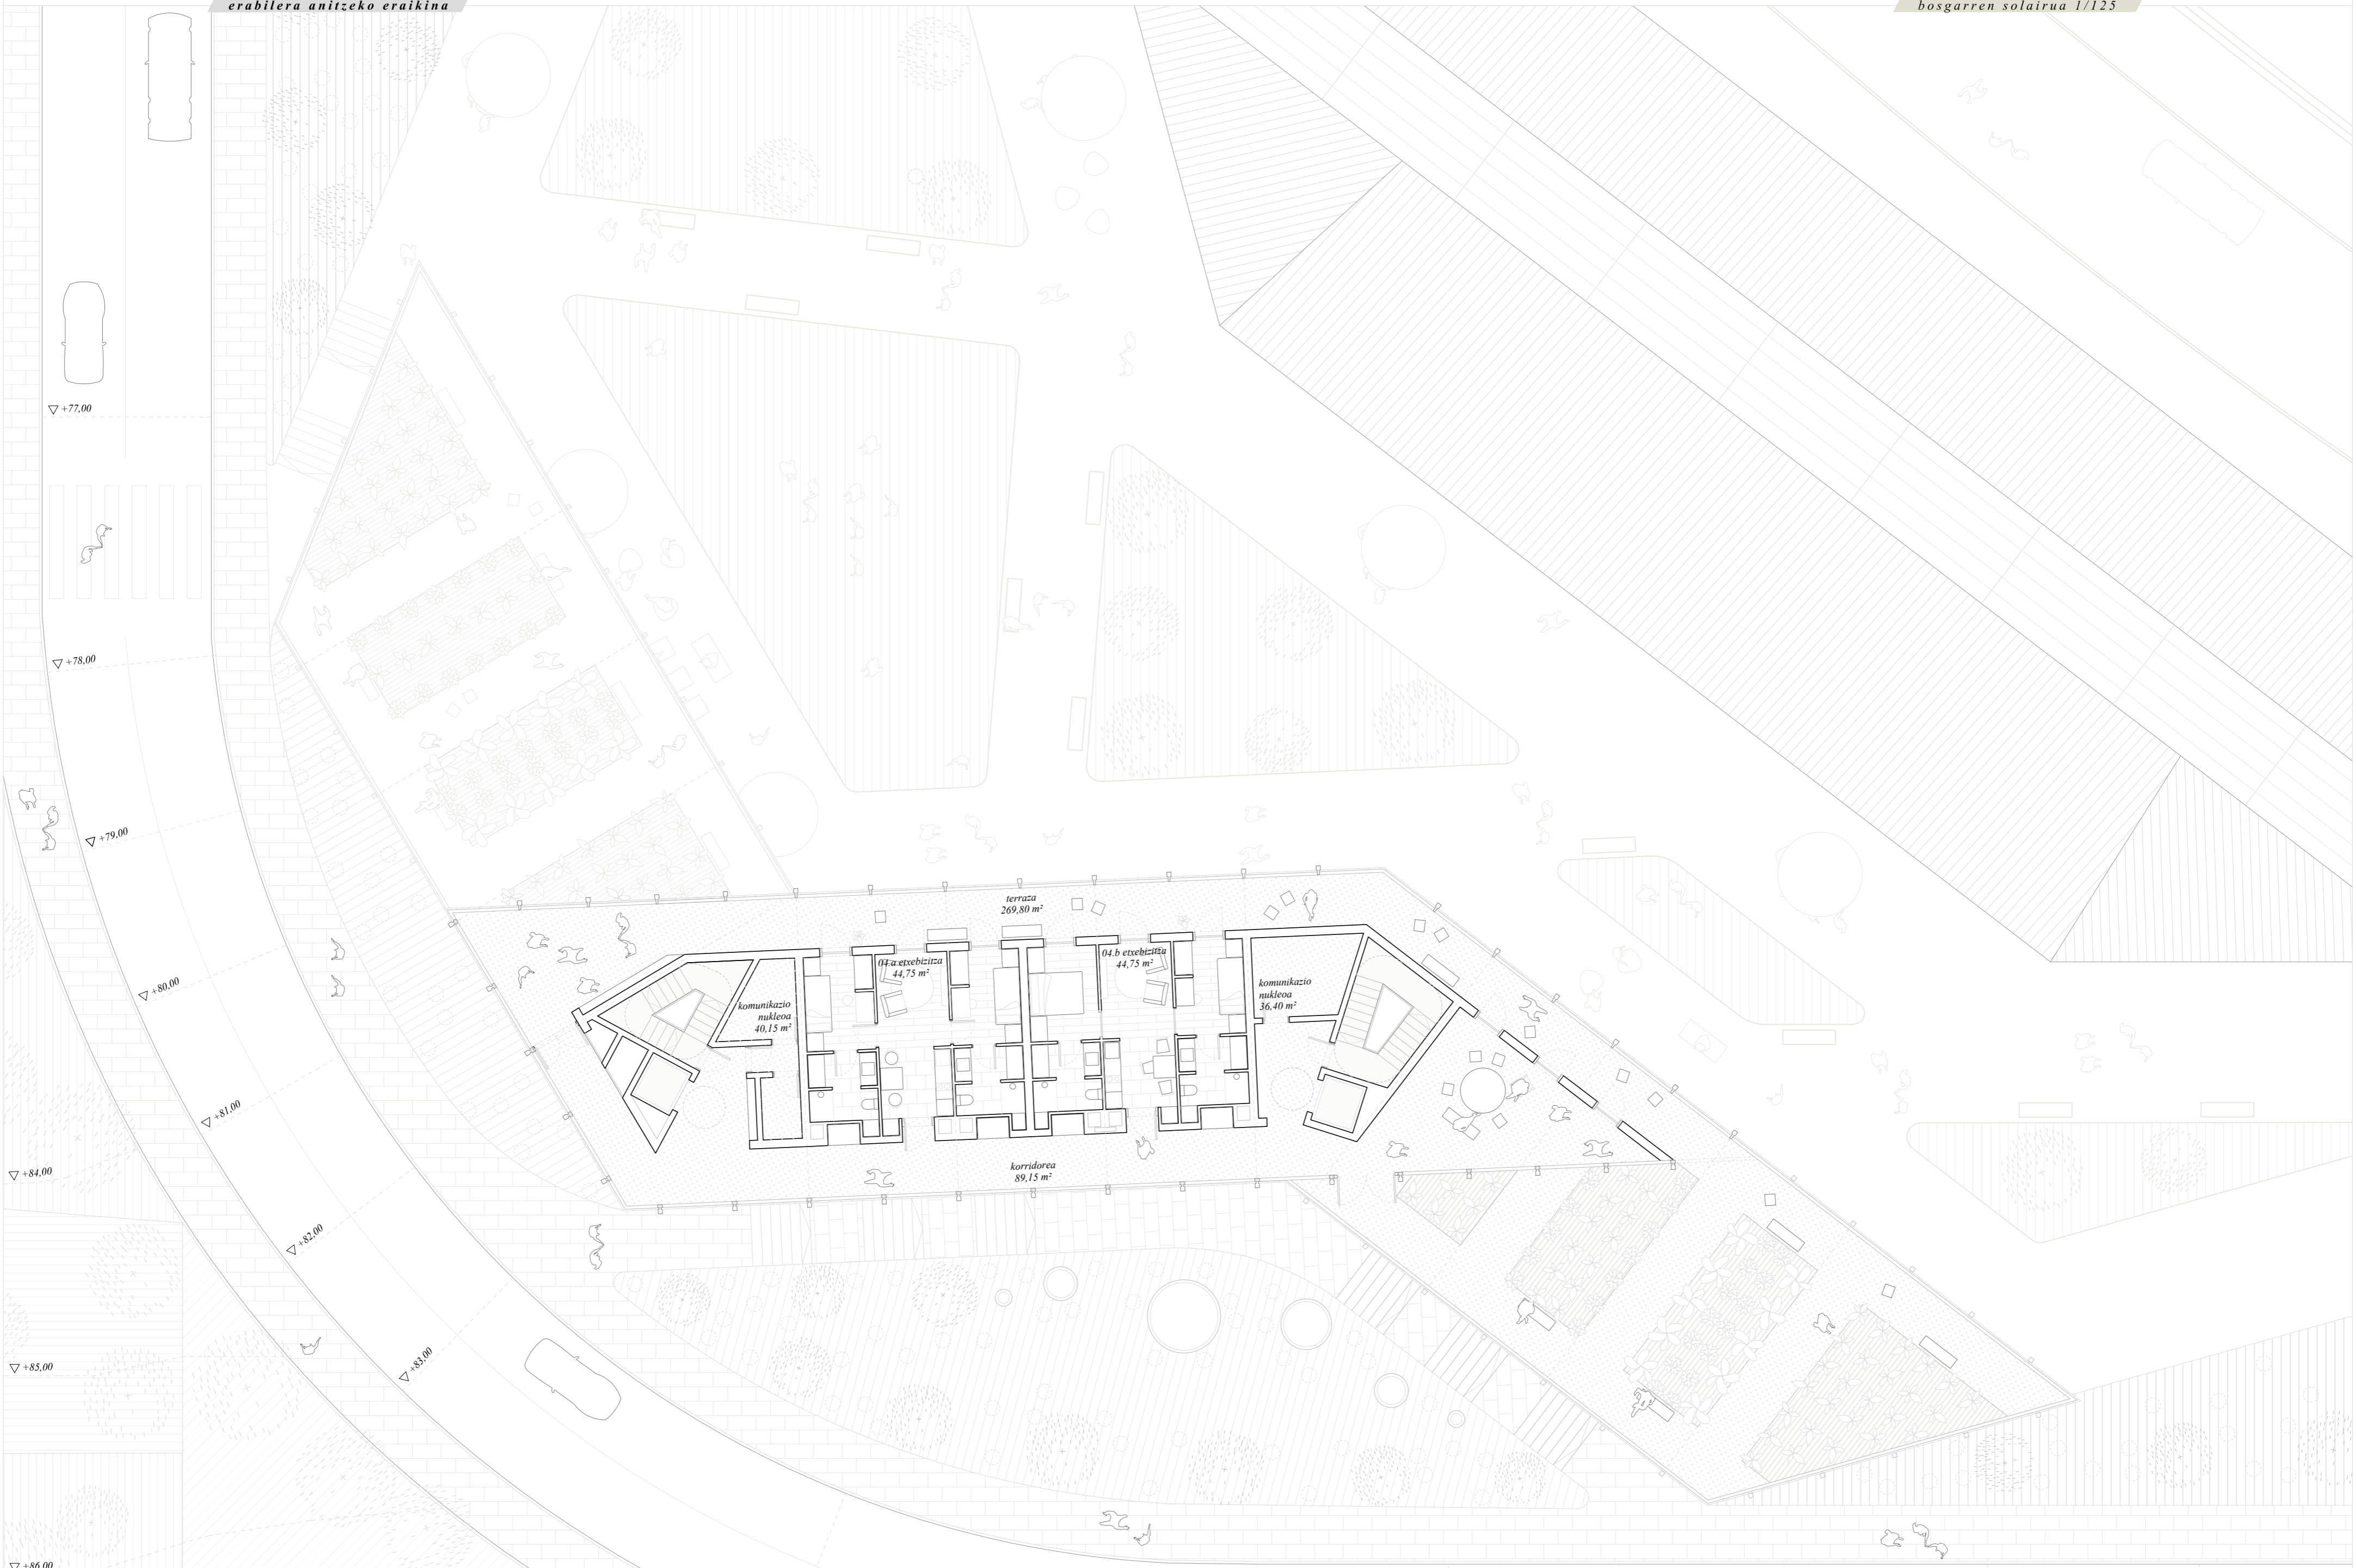 erabilera anitzeko eraikina
bosgarren solairua 1/125
+77,00
+78,00
+79,00
+80,00
+81,00
+82,00
+83,00
+84,00
+85,00
+86,00
terraza
269,80 m²
04.a etxebizitza
44,75 m²
04.b etxebizitza
44,75 m²
komunikazio
nukleoa
40,15 m²
komunikazio
nukleoa
36,40 m²
korridorea
89,15 m²